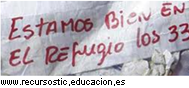 ESTAMOS BIEN EN
EL REFUGIO los 33
www.recursostic.educacion.es